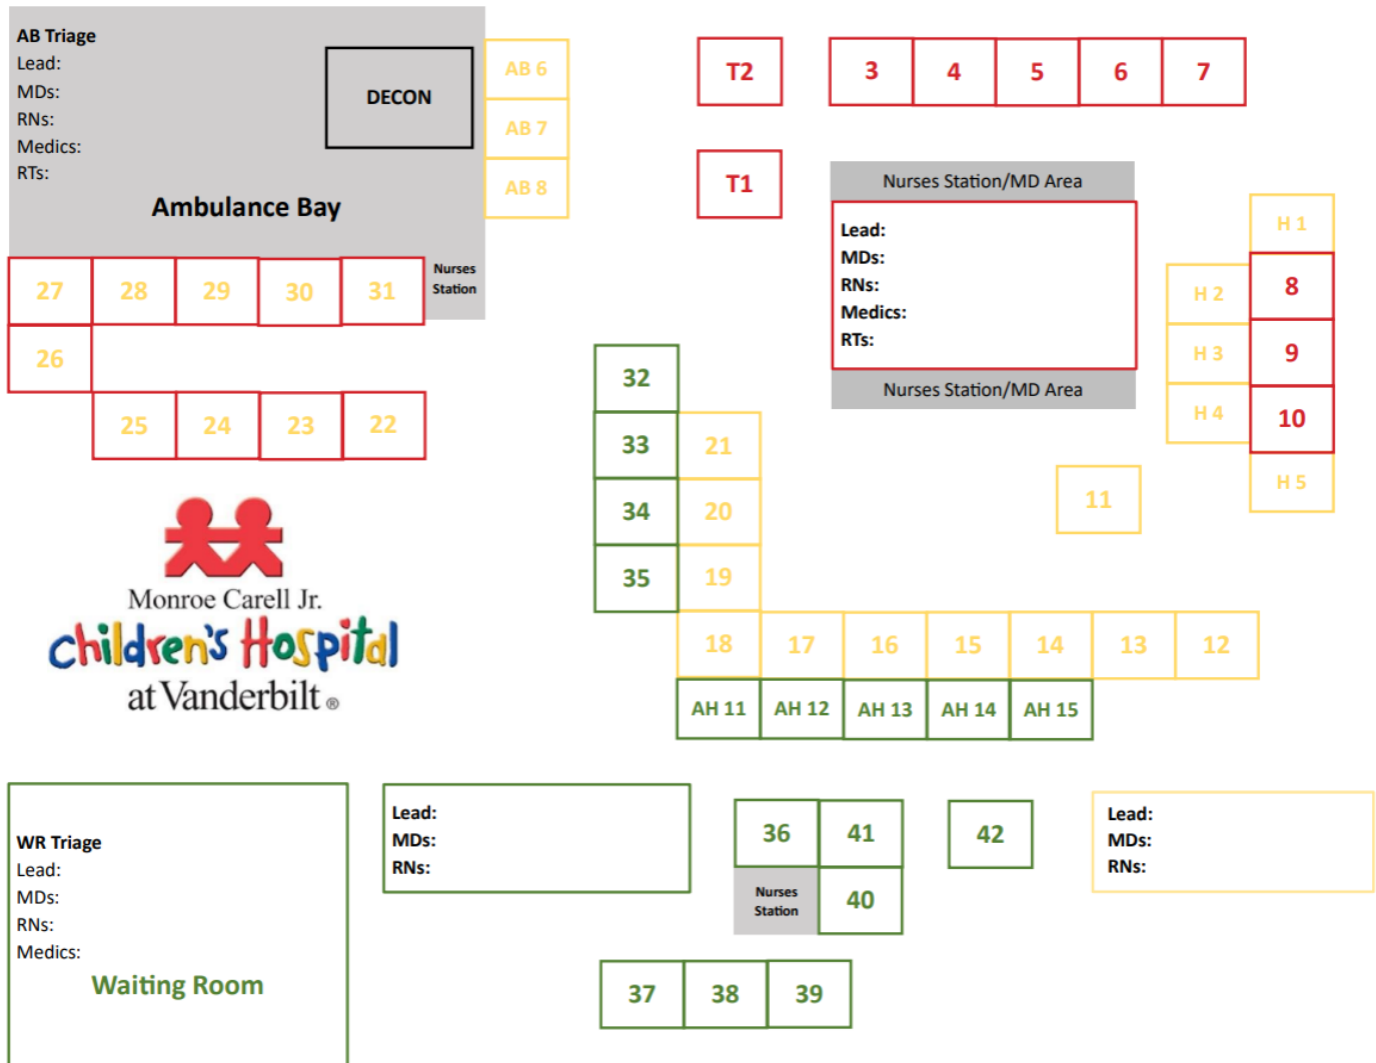 AB Triage
Lead:
MDs:
RNs:
Medics:
RTs:
DECON
Ambulance Bay
AB 6
AB 7
AB 8
T2
T1
3 4 5 6 7
Nurses Station/MD Area
Lead:
MDs:
RNs:
Medics:
RTs:
Nurses Station/MD Area
H 1
H 2
H 3
H 4
8
9
10
H 5
11
27 28 29 30 31
Nurses
Station
26
25 24 23 22
32
33
34
35
21
20
19
18 17 16 15 14 13 12
AH 11 AH 12 AH 13 AH 14 AH 15
Monroe Carell Jr.
Children's Hospital
at Vanderbilt ®
WR Triage
Lead:
MDs:
RNs:
Medics:
Waiting Room
Lead:
MDs:
RNs:
36 41
Nurses
Station
40
42
37 38 39
Lead:
MDs:
RNs: